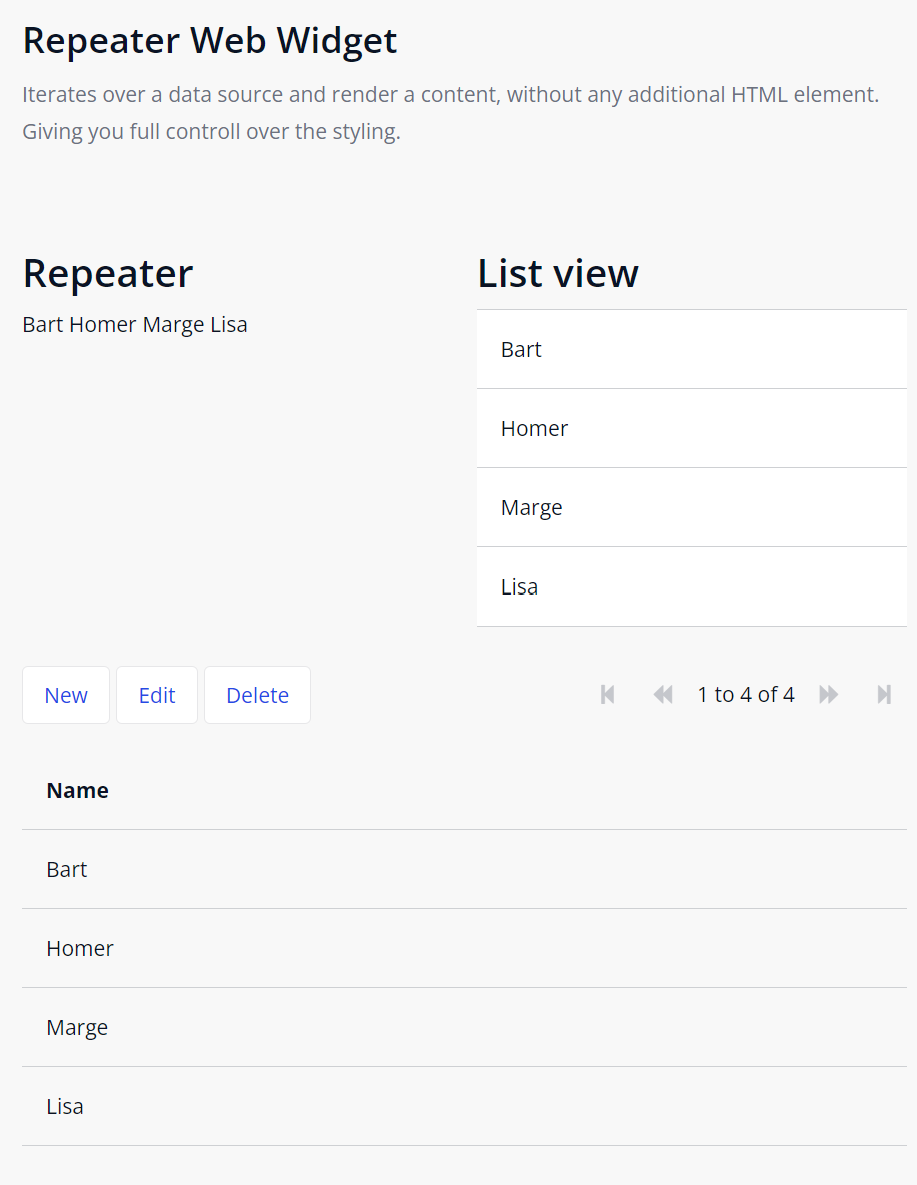 Repeater Web Widget
Iterates over a data source and render a content, without any additional HTML element.
Giving you full controll over the styling.
Repeater
Bart Homer Marge Lisa
List view
Bart
Homer
Marge
Lisa
New Edit Delete
1 to 4 of 4
Name
Bart
Homer
Marge
Lisa